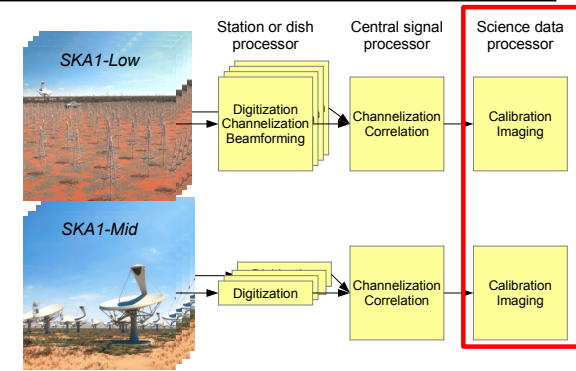 Station or dish
processor
Central signal
processor
Science data
processor
SKA1-Low
Digitization
Channelization
Beamforming
Channelization
Correlation
Calibration
Imaging
SKA1-Mid
Digitization
Channelization
Correlation
Calibration
Imaging